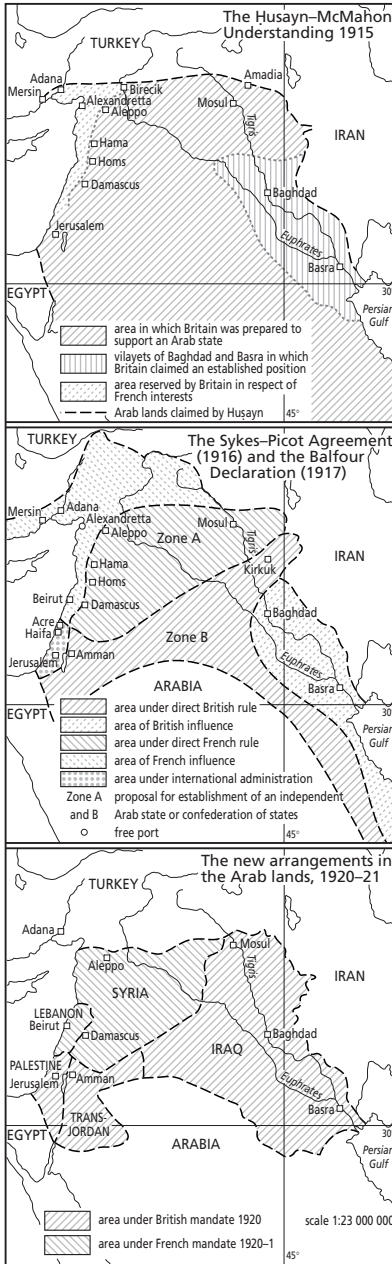 The Ḥusayn–McMahon
Understanding 1915
TURKEY
Adana
Mersin
Birecik
Amadia
Alexandretta
Aleppo
Mosul
Tigris
IRAN
Hama
Homs
Damascus
Baghdad
Jerusalem
Euphrates
Basra
EGYPT
30°
Persian
Gulf
area in which Britain was prepared to
support an Arab state
vilayets of Baghdad and Basra in which
Britain claimed an established position
area reserved by Britain in respect of
French interests
Arab lands claimed by Ḥusayn
45°
TURKEY
The Sykes–Picot Agreement
(1916) and the Balfour
Declaration (1917)
Mersin
Adana
Alexandretta
Aleppo
Mosul
Zone A
Tigris
Kirkuk
IRAN
Hama
Homs
Beirut
Damascus
Baghdad
Acre
Haifa
Zone B
Jerusalem
Amman
Euphrates
Basra
ARABIA
EGYPT
30°
Persian
Gulf
area under direct British rule
area of British influence
area under direct French rule
area of French influence
area under international administration
Zone A proposal for establishment of an independent
and B Arab state or confederation of states
free port
45°
The new arrangements in
the Arab lands, 1920–21
TURKEY
Adana
Mosul
Aleppo
Tigris
SYRIA
IRAN
LEBANON
Beirut
Damascus
Baghdad
IRAQ
PALESTINE
Jerusalem
Amman
Euphrates
Basra
TRANS-
JORDAN
EGYPT
ARABIA
30°
Persian
Gulf
area under British mandate 1920
scale 1:23 000 000
area under French mandate 1920–1
45°